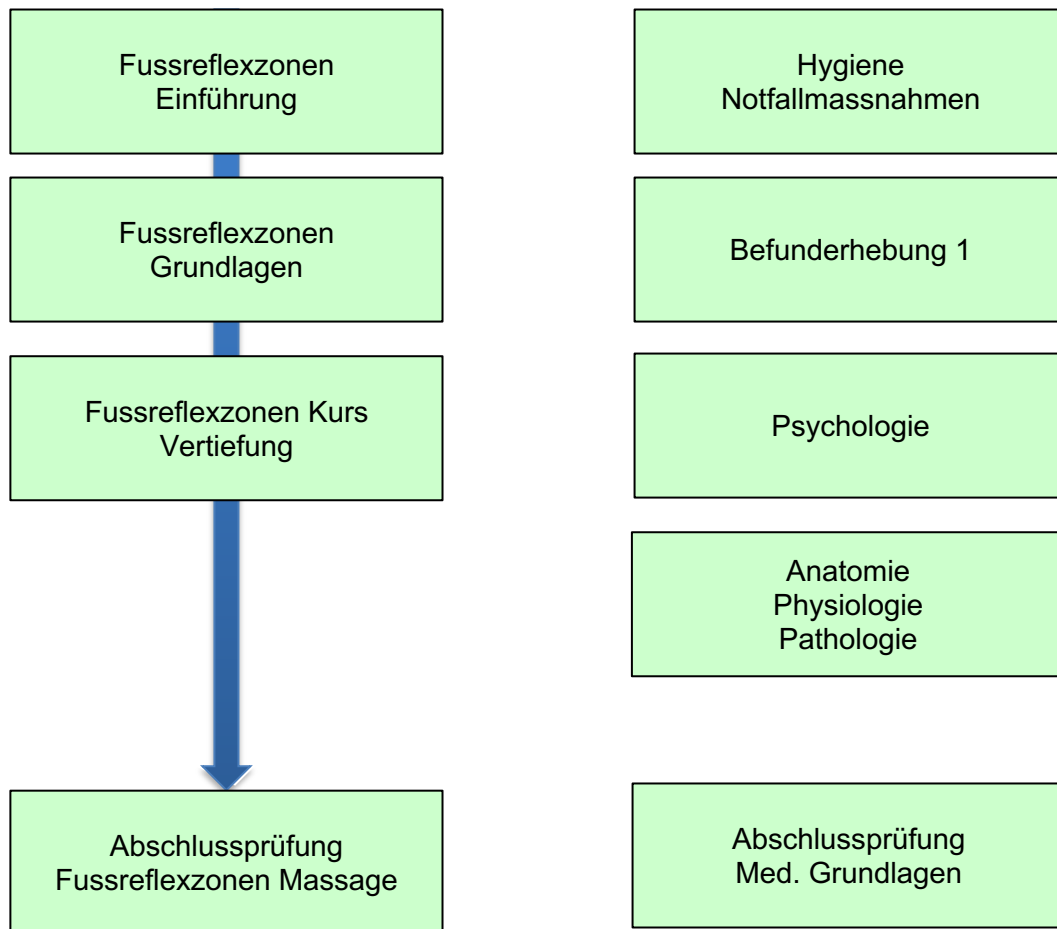 Fussreflexzonen
Einführung
Hygiene
Notfallmassnahmen
Fussreflexzonen
Grundlagen
Befunderhebung 1
Fussreflexzonen Kurs
Vertiefung
Psychologie
Anatomie
Physiologie
Pathologie
Abschlussprüfung
Fussreflexzonen Massage
Abschlussprüfung
Med. Grundlagen